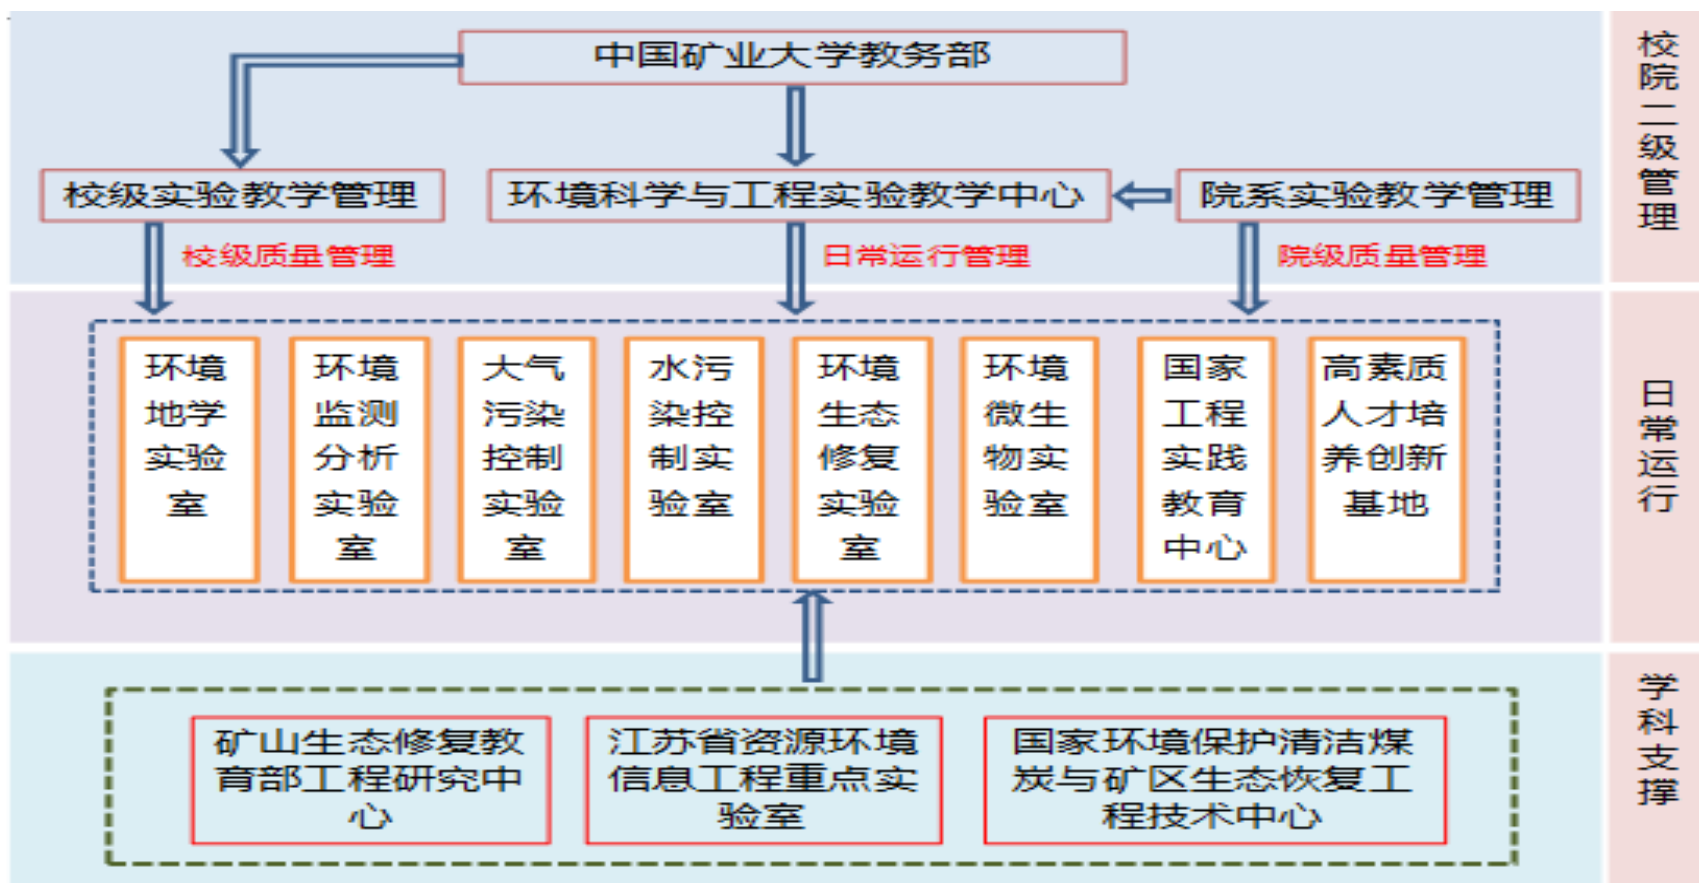 中国矿业大学教务部
校级实验教学管理
环境科学与工程实验教学中心
院系实验教学管理
校级质量管理
日常运行管理
院级质量管理
校
院
二
级
管
理
环境
地学
实验
室
环境
监测
分析
实验
室
大气
污染
控制
实验
室
水污
染控
制实
验室
环境
生态
修复
实验
室
环境
微生
物实
验室
国家
工程
实践
教育
中心
高素质
人才培
养创新
基地
日
常
运
行
矿山生态修复教
育部工程研究中
心
江苏省资源环境
信息工程重点实
验室
国家环境保护清洁煤
炭与矿区生态恢复工
程技术中心
学
科
支
撑